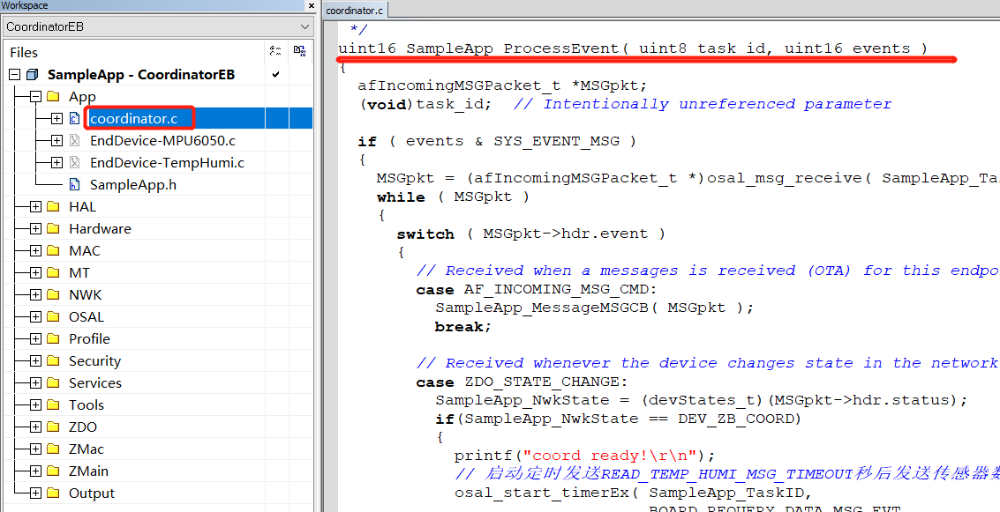 Workspace
CoordinatorEB
Files
SampleApp - CoordinatorEB
App
coordinator.c
EndDevice-MPU6050.c
EndDevice-TempHumi.c
SampleApp.h
HAL
Hardware
MAC
MT
NWK
OSAL
Profile
Security
Services
Tools
ZDO
ZMac
ZMain
Output
coordinator.c
*/
uint16 SampleApp_ProcessEvent( uint8 task_id, uint16 events )
{
afIncomingMSGPacket_t *MSGpkt;
(void)task_id; // Intentionally unreferenced parameter
if ( events & SYS_EVENT_MSG )
{
MSGpkt = (afIncomingMSGPacket_t *)osal_msg_receive( SampleApp_Ta
while ( MSGpkt )
{
switch ( MSGpkt->hdr.event )
{
// Received when a messages is received (OTA) for this endpo
case AF_INCOMING_MSG_CMD:
SampleApp_MessageMSGCB( MSGpkt );
break;
// Received whenever the device changes state in the network
case ZDO_STATE_CHANGE:
SampleApp_NwkState = (devStates_t)(MSGpkt->hdr.status);
if(SampleApp_NwkState == DEV_ZB_COORD)
{
printf("coord ready!\r\n");
// 启动定时发送READ_TEMP_HUMI_MSG_TIMEOUT秒后发送传感器数
osal_start_timerEx( SampleApp_TaskID,
BOARD_REQUERY_DATA_MSG_EVT